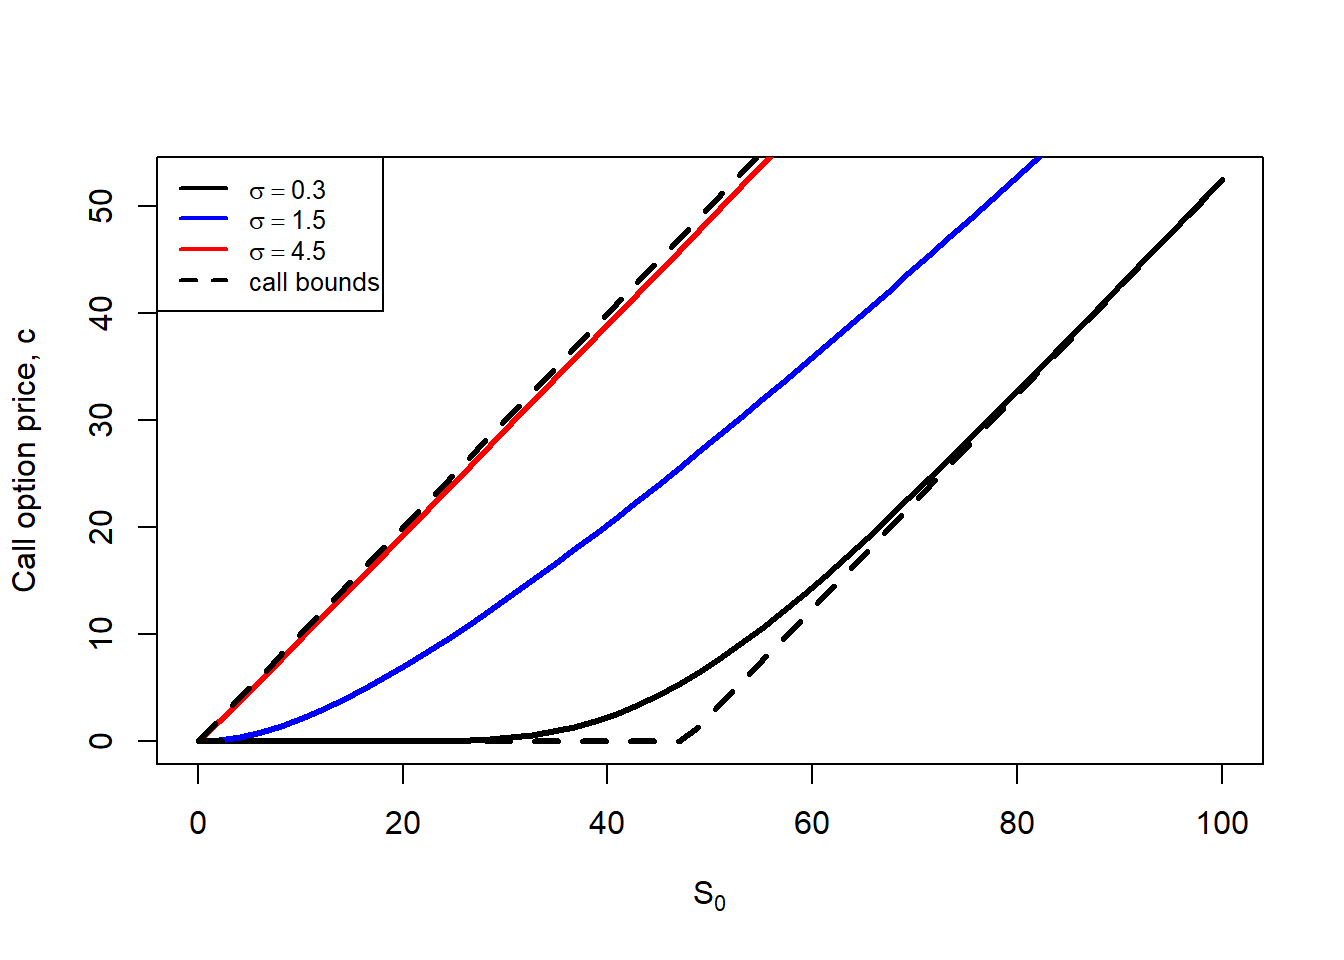 σ = 0.3
σ = 1.5
σ = 4.5
call bounds
Call option price, c
50
40
30
20
10
0
0 20 40 60 80 100
S₀